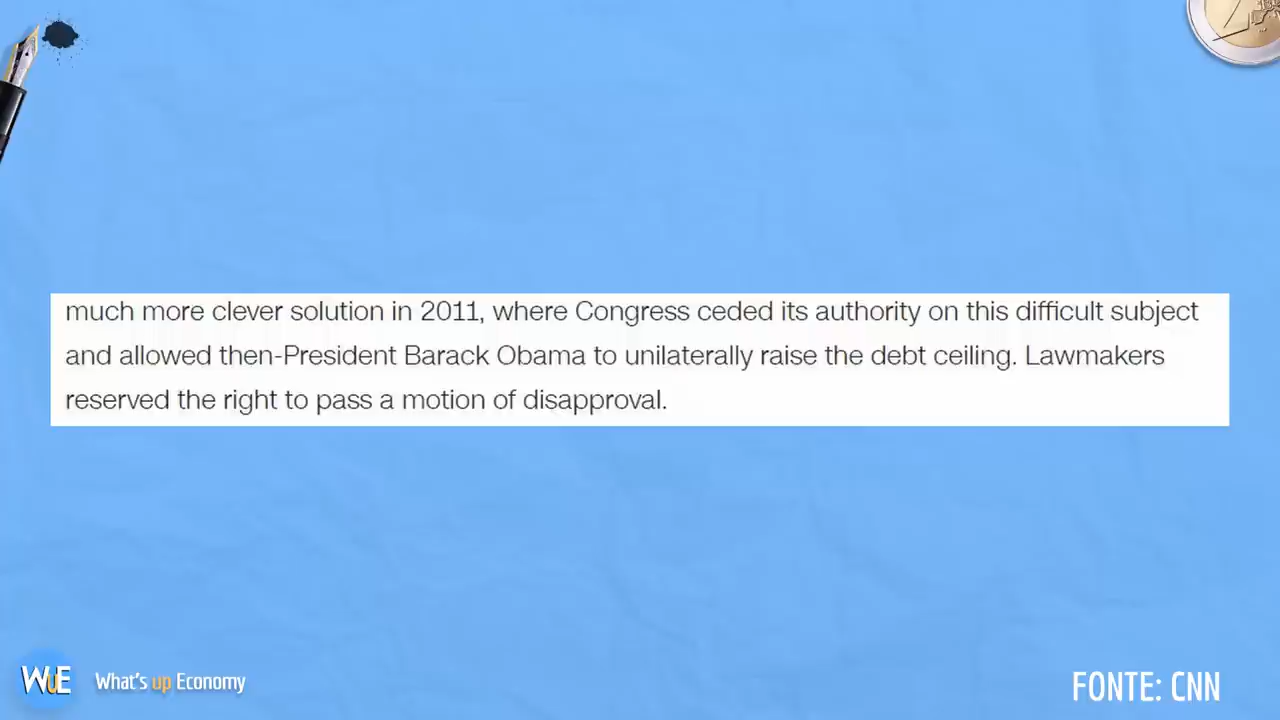 much more clever solution in 2011, where Congress ceded its authority on this difficult subject
and allowed then-President Barack Obama to unilaterally raise the debt ceiling. Lawmakers
reserved the right to pass a motion of disapproval.
WuE What's up Economy
FONTE: CNN